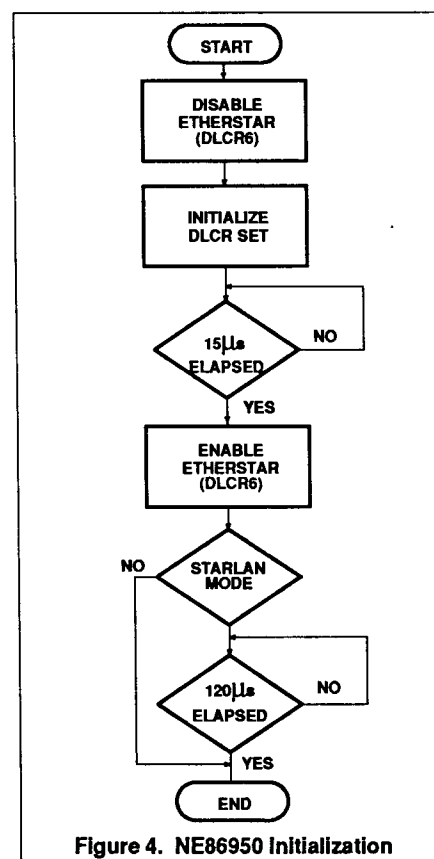 START
DISABLE
ETHERSTAR
(DLCR6)
INITIALIZE
DLCR SET
15µs
ELAPSED
NO
YES
ENABLE
ETHERSTAR
(DLCR6)
NO
STARLAN
MODE
120µs
ELAPSED
NO
YES
END
Figure 4. NE86950 Initialization